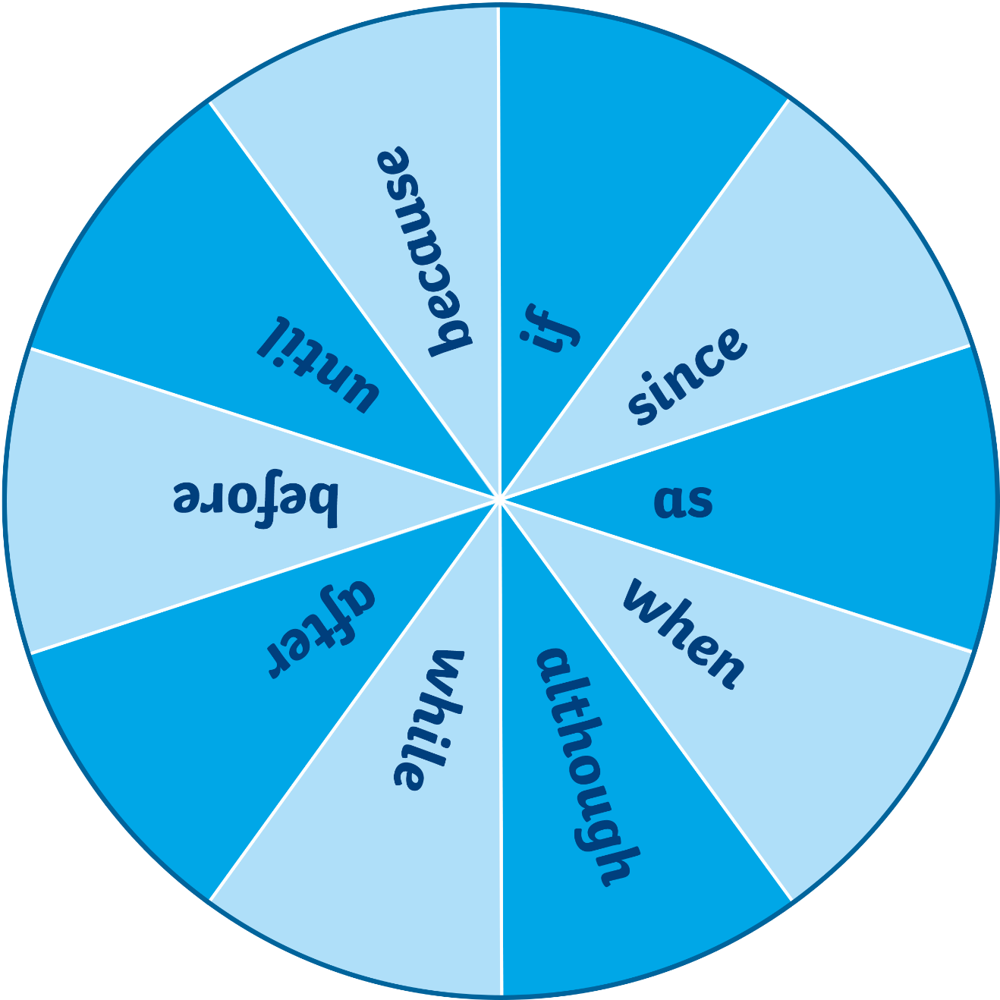 if
since
as
when
although
while
after
before
until
because